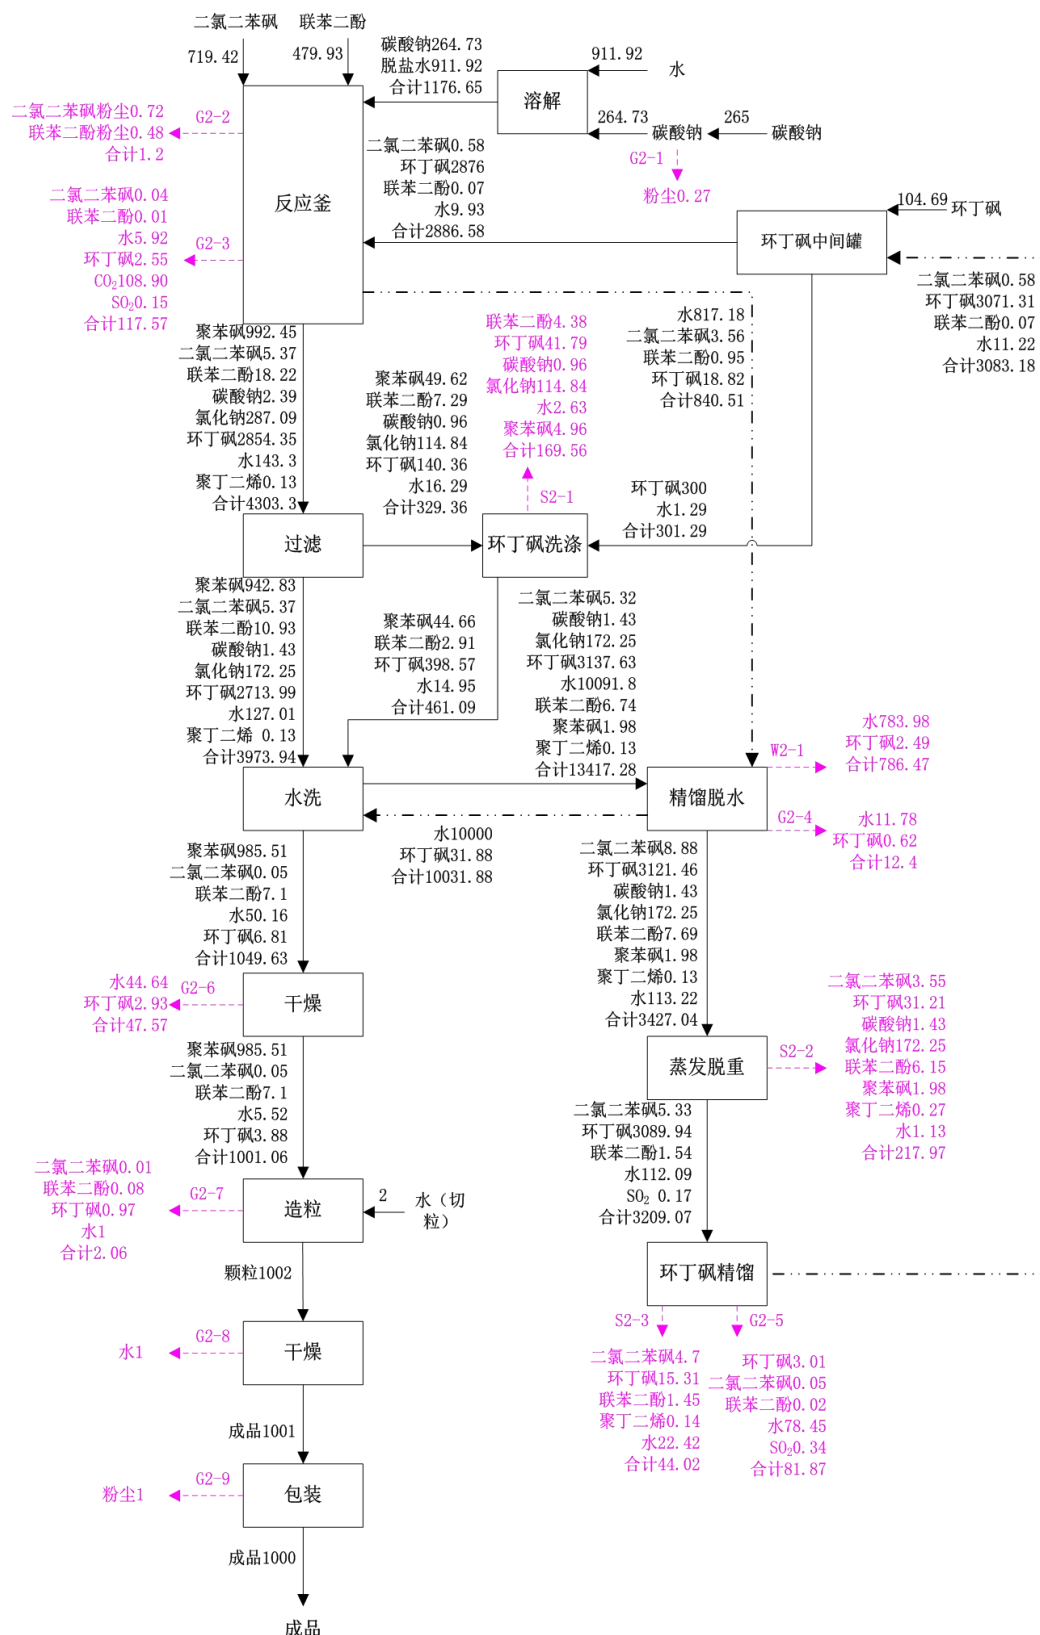 二氯二苯砜
联苯二酚
719.42
479.93
碳酸钠264.73
脱盐水911.92
合计1176.65
溶解
911.92
水
264.73
碳酸钠
265
碳酸钠
G2-1
粉尘0.27
二氯二苯砜粉尘0.72
联苯二酚粉尘0.48
合计1.2
G2-2
反应釜
二氯二苯砜0.58
环丁砜2876
联苯二酚0.07
水9.93
合计2886.58
二氯二苯砜0.04
联苯二酚0.01
水5.92
环丁砜2.55
CO₂108.90
SO₂0.15
合计117.57
G2-3
104.69
环丁砜
环丁砜中间罐
二氯二苯砜0.58
环丁砜3071.31
联苯二酚0.07
水11.22
合计3083.18
水817.18
二氯二苯砜3.56
联苯二酚0.95
环丁砜18.82
合计840.51
聚苯砜992.45
二氯二苯砜5.37
联苯二酚18.22
碳酸钠2.39
氯化钠287.09
环丁砜2854.35
水143.3
聚丁二烯0.13
合计4303.3
聚苯砜49.62
联苯二酚7.29
碳酸钠0.96
氯化钠114.84
环丁砜140.36
水16.29
合计329.36
联苯二酚4.38
环丁砜41.79
碳酸钠0.96
氯化钠114.84
水2.63
聚苯砜4.96
合计169.56
S2-1
环丁砜300
水1.29
合计301.29
过滤
环丁砜洗涤
聚苯砜942.83
二氯二苯砜5.37
联苯二酚10.93
碳酸钠1.43
氯化钠172.25
环丁砜2713.99
水127.01
聚丁二烯 0.13
合计3973.94
聚苯砜44.66
联苯二酚2.91
环丁砜398.57
水14.95
合计461.09
二氯二苯砜5.32
碳酸钠1.43
氯化钠172.25
环丁砜3137.63
水10091.8
联苯二酚6.74
聚苯砜1.98
聚丁二烯0.13
合计13417.28
水洗
精馏脱水
W2-1
水783.98
环丁砜2.49
合计786.47
G2-4
水11.78
环丁砜0.62
合计12.4
水10000
环丁砜31.88
合计10031.88
聚苯砜985.51
二氯二苯砜0.05
联苯二酚7.1
水50.16
环丁砜6.81
合计1049.63
二氯二苯砜8.88
环丁砜3121.46
碳酸钠1.43
氯化钠172.25
联苯二酚7.69
聚苯砜1.98
聚丁二烯0.13
水113.22
合计3427.04
水44.64
环丁砜2.93
合计47.57
G2-6
干燥
蒸发脱重
S2-2
二氯二苯砜3.55
环丁砜31.21
碳酸钠1.43
氯化钠172.25
联苯二酚6.15
聚苯砜1.98
聚丁二烯0.27
水1.13
合计217.97
聚苯砜985.51
二氯二苯砜0.05
联苯二酚7.1
水5.52
环丁砜3.88
合计1001.06
二氯二苯砜5.33
环丁砜3089.94
联苯二酚1.54
水112.09
SO₂ 0.17
合计3209.07
二氯二苯砜0.01
联苯二酚0.08
环丁砜0.97
水1
合计2.06
G2-7
造粒
2
水（切
粒）
环丁砜精馏
颗粒1002
S2-3
G2-5
二氯二苯砜4.7
环丁砜15.31
联苯二酚1.45
聚丁二烯0.14
水22.42
合计44.02
环丁砜3.01
二氯二苯砜0.05
联苯二酚0.02
水78.45
SO₂0.34
合计81.87
水1
G2-8
干燥
成品1001
粉尘1
G2-9
包装
成品1000
成品